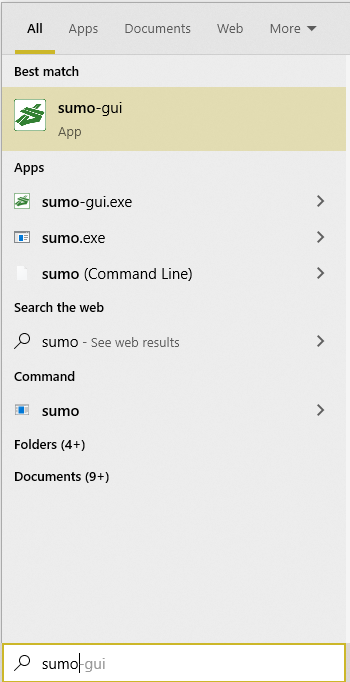 All Apps Documents Web More
Best match
sumo-gui
App
Apps
sumo-gui.exe
sumo.exe
sumo (Command Line)
Search the web
sumo - See web results
Command
sumo
Folders (4+)
Documents (9+)
sumo-gui